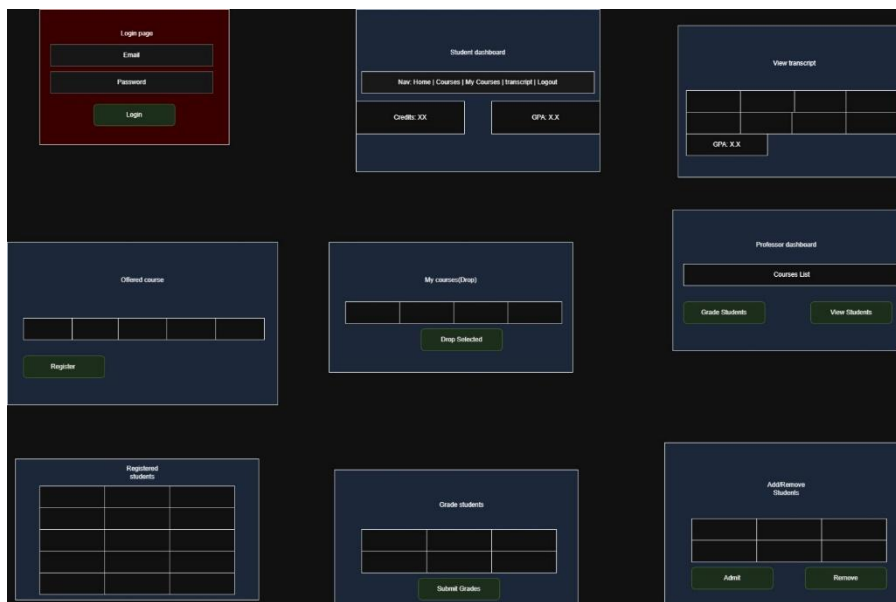 Login page
Email
Password
Login
Student dashboard
Nav: Home | Courses | My Courses | transcript | Logout
Credits: XX
GPA: X.X
View transcript
GPA: X.X
Offered course
Register
My courses(Drop)
Drop Selected
Professor dashboard
Courses List
Grade Students
View Students
Registered
students
Grade students
Submit Grades
Add/Remove
Students
Admit
Remove